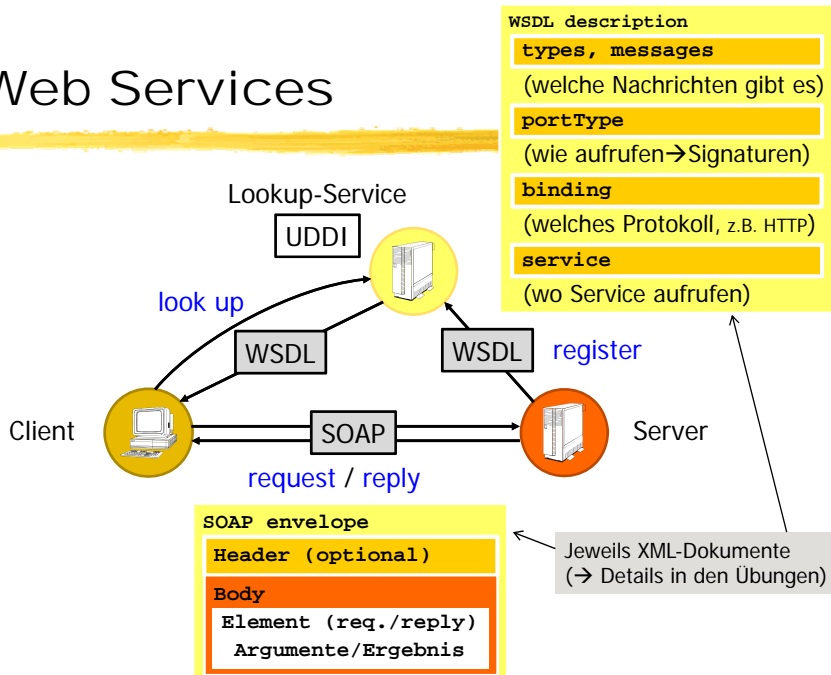 Web Services
WSDL description
types, messages
(welche Nachrichten gibt es)
portType
(wie aufrufen→Signaturen)
binding
(welches Protokoll, z.B. HTTP)
service
(wo Service aufrufen)
Lookup-Service
UDDI
look up
WSDL
WSDL
register
Client
SOAP
Server
request / reply
SOAP envelope
Header (optional)
Body
Element (req./reply)
Argumente/Ergebnis
Jeweils XML-Dokumente
(→ Details in den Übungen)